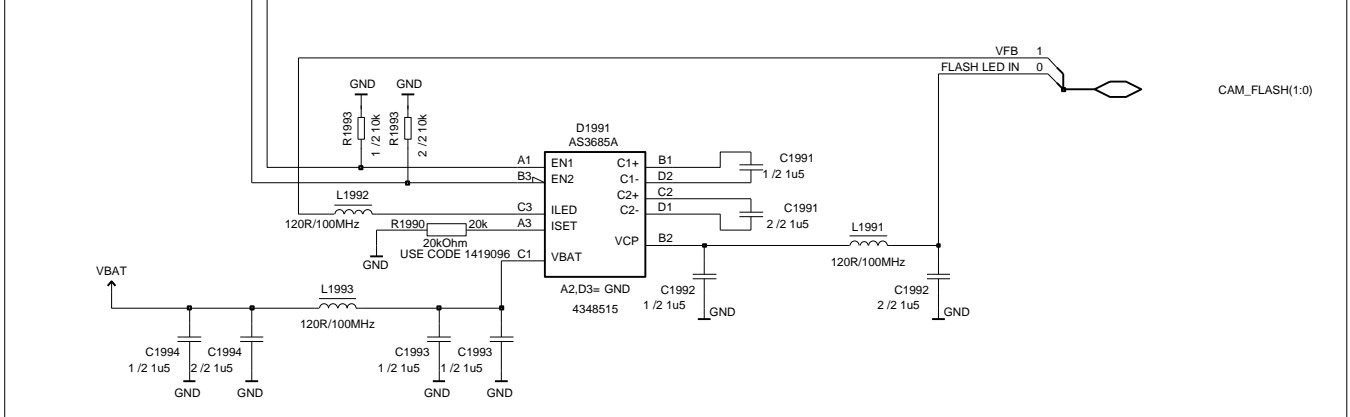 VFB 1
FLASH LED IN 0
CAM_FLASH(1:0)
GND
GND
R1993
1 /2 10k
R1993
2 /2 10k
D1991
AS3685A
A1 EN1
B3 EN2
C3 ILED
A3 ISET
C1 VBAT
C1+ B1
C1- D2
C2+ C2
C2- D1
VCP B2
C1991
1 /2 1u5
C1991
2 /2 1u5
L1992
120R/100MHz
R1990 20k
20kOhm
USE CODE 1419096
GND
L1991
120R/100MHz
A2,D3= GND
4348515
C1992
1 /2 1u5
GND
C1992
2 /2 1u5
GND
VBAT
L1993
120R/100MHz
C1994
1 /2 1u5
GND
C1994
2 /2 1u5
GND
C1993
1 /2 1u5
GND
C1993
1 /2 1u5
GND